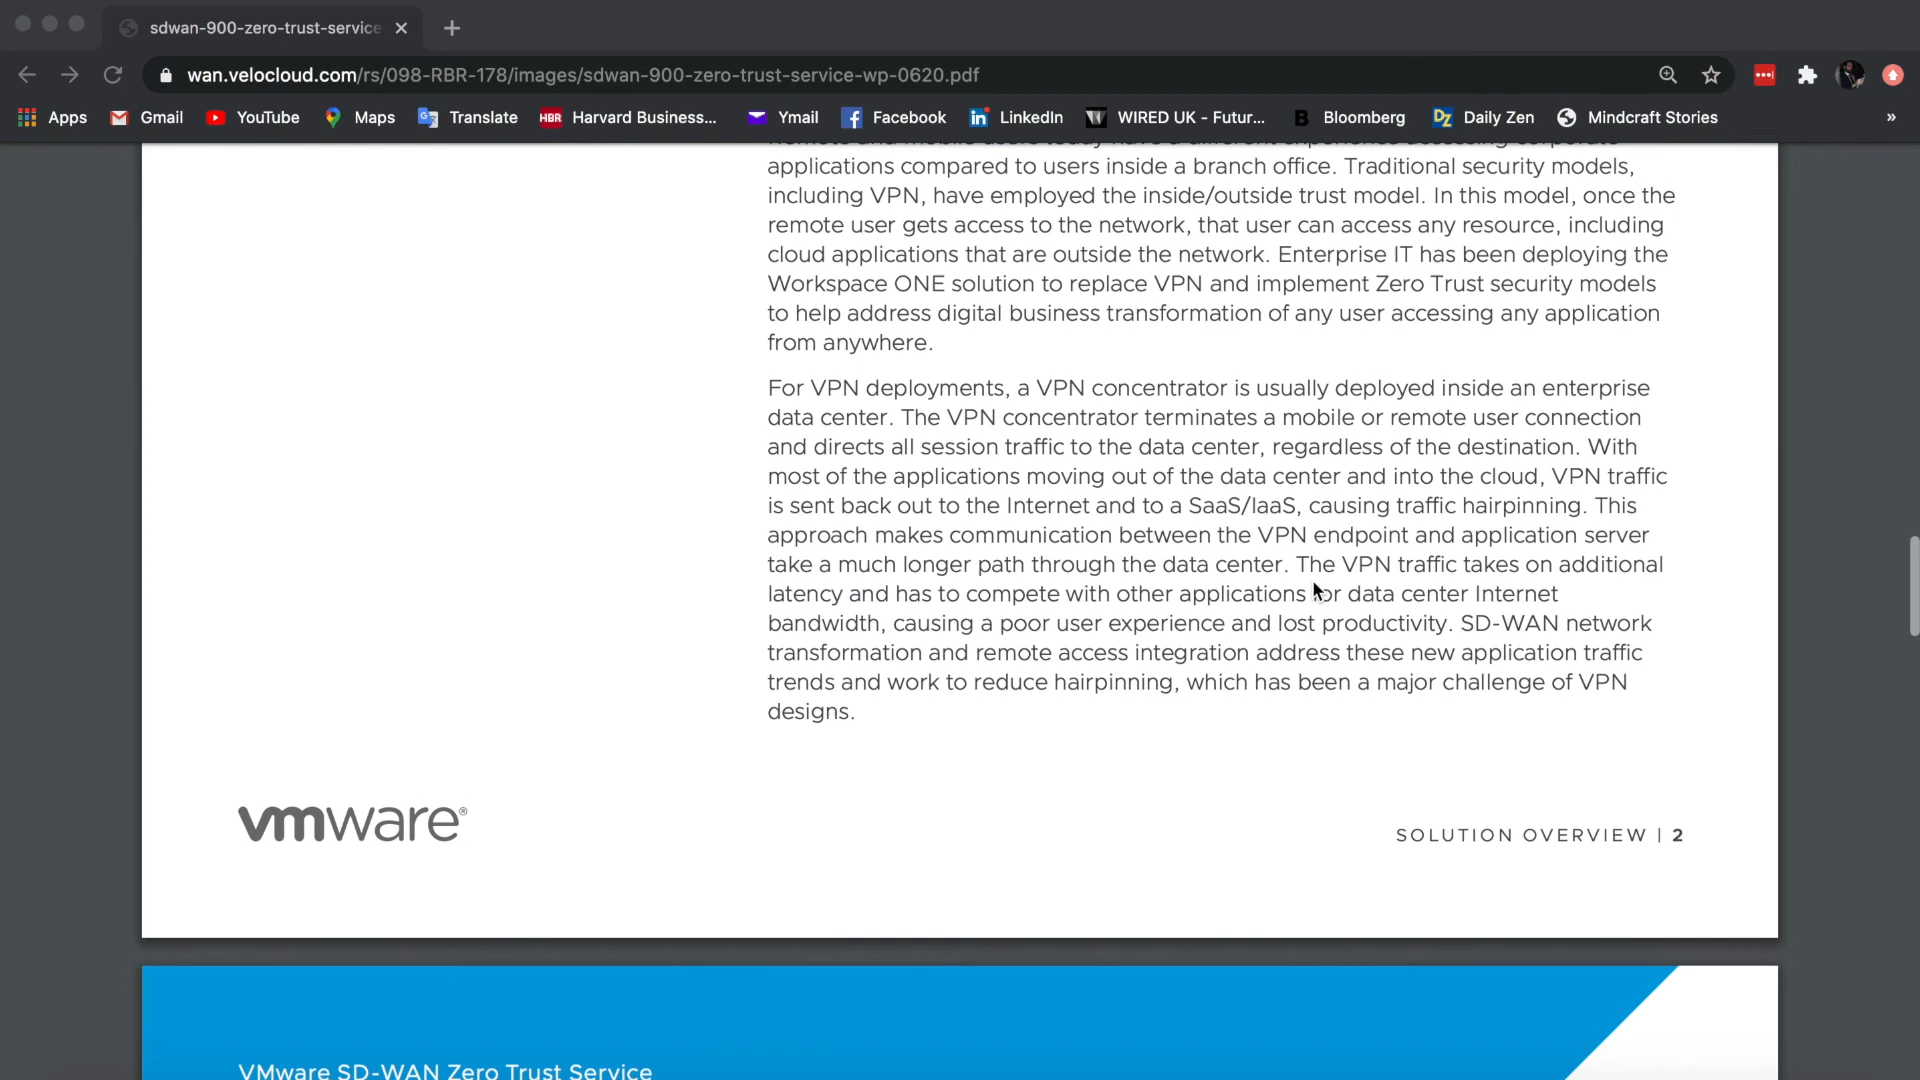 sdwan-900-zero-trust-service
wan.velocloud.com/rs/098-RBR-178/images/sdwan-900-zero-trust-service-wp-0620.pdf
Apps Gmail YouTube Maps Translate HBR Harvard Business... Ymail Facebook LinkedIn WIRED UK - Futur... B Bloomberg DZ Daily Zen Mindcraft Stories »
Remote and mobile users today have a different experience accessing corporate
applications compared to users inside a branch office. Traditional security models,
including VPN, have employed the inside/outside trust model. In this model, once the
remote user gets access to the network, that user can access any resource, including
cloud applications that are outside the network. Enterprise IT has been deploying the
Workspace ONE solution to replace VPN and implement Zero Trust security models
to help address digital business transformation of any user accessing any application
from anywhere.
For VPN deployments, a VPN concentrator is usually deployed inside an enterprise
data center. The VPN concentrator terminates a mobile or remote user connection
and directs all session traffic to the data center, regardless of the destination. With
most of the applications moving out of the data center and into the cloud, VPN traffic
is sent back out to the Internet and to a SaaS/IaaS, causing traffic hairpinning. This
approach makes communication between the VPN endpoint and application server
take a much longer path through the data center. The VPN traffic takes on additional
latency and has to compete with other applications for data center Internet
bandwidth, causing a poor user experience and lost productivity. SD-WAN network
transformation and remote access integration address these new application traffic
trends and work to reduce hairpinning, which has been a major challenge of VPN
designs.
vmware®
SOLUTION OVERVIEW | 2
VMware SD-WAN Zero Trust Service